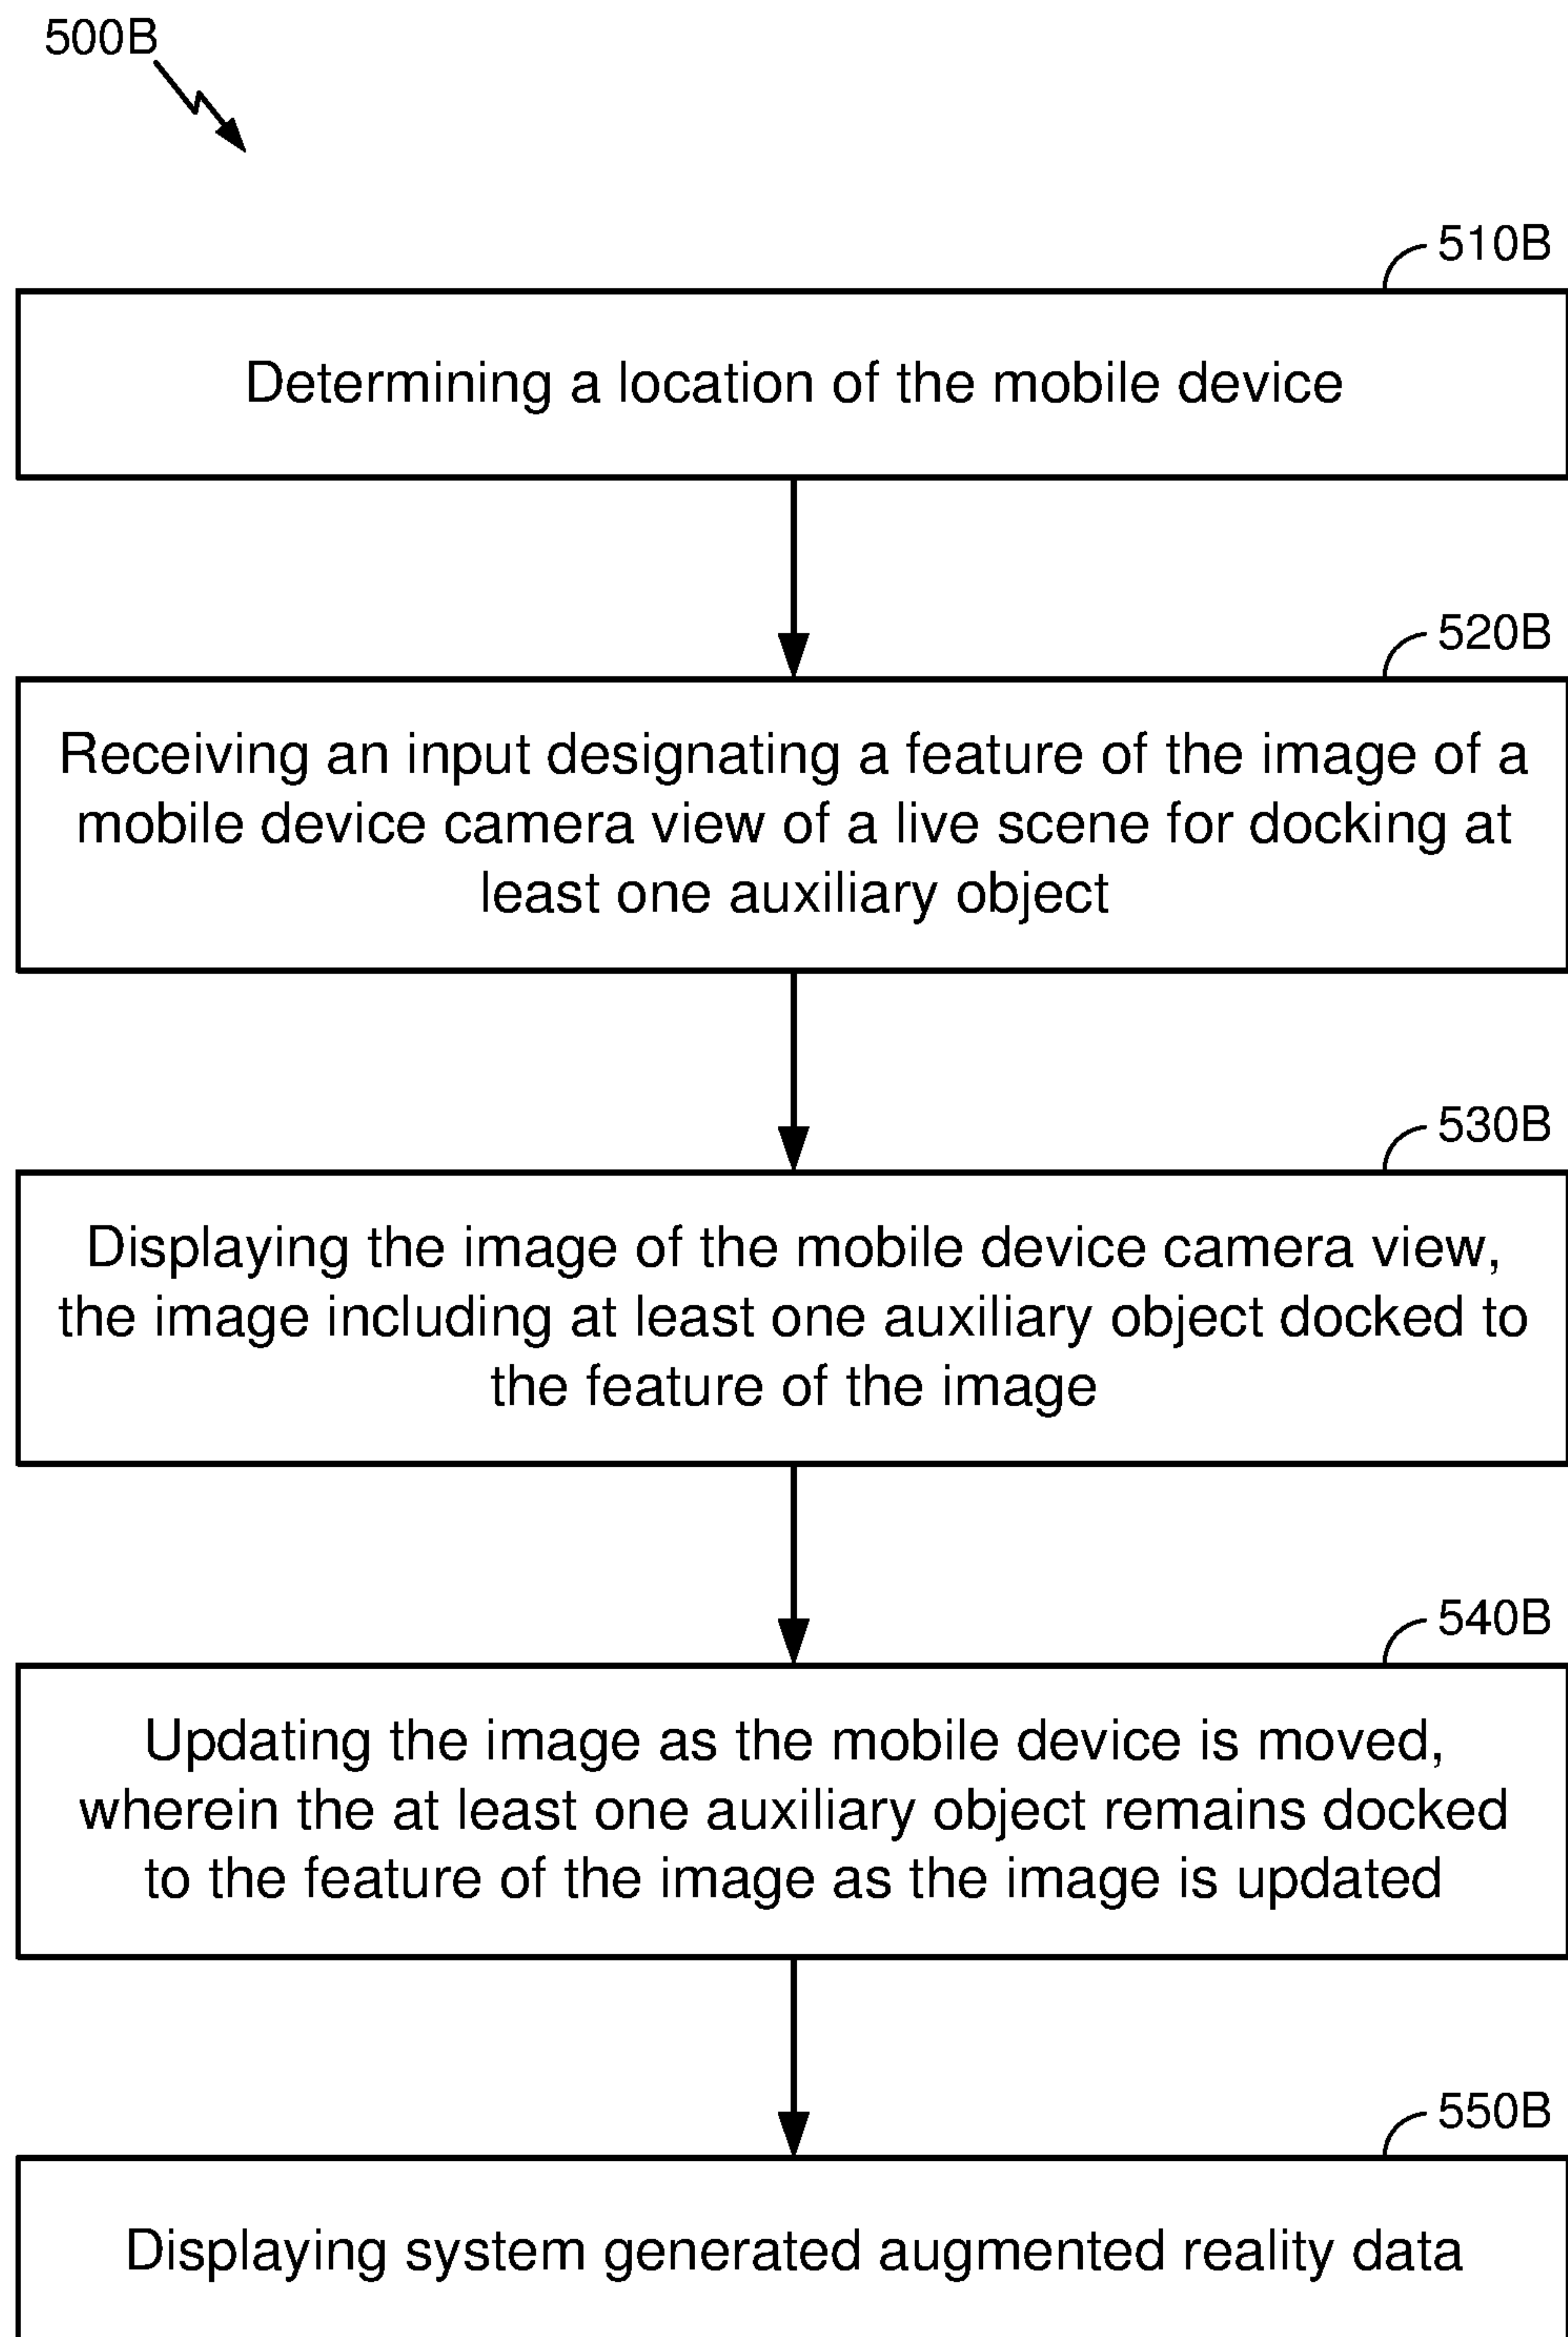 500B
510B
Determining a location of the mobile device
520B
Receiving an input designating a feature of the image of a
mobile device camera view of a live scene for docking at
least one auxiliary object
530B
Displaying the image of the mobile device camera view,
the image including at least one auxiliary object docked to
the feature of the image
540B
Updating the image as the mobile device is moved,
wherein the at least one auxiliary object remains docked
to the feature of the image as the image is updated
550B
Displaying system generated augmented reality data